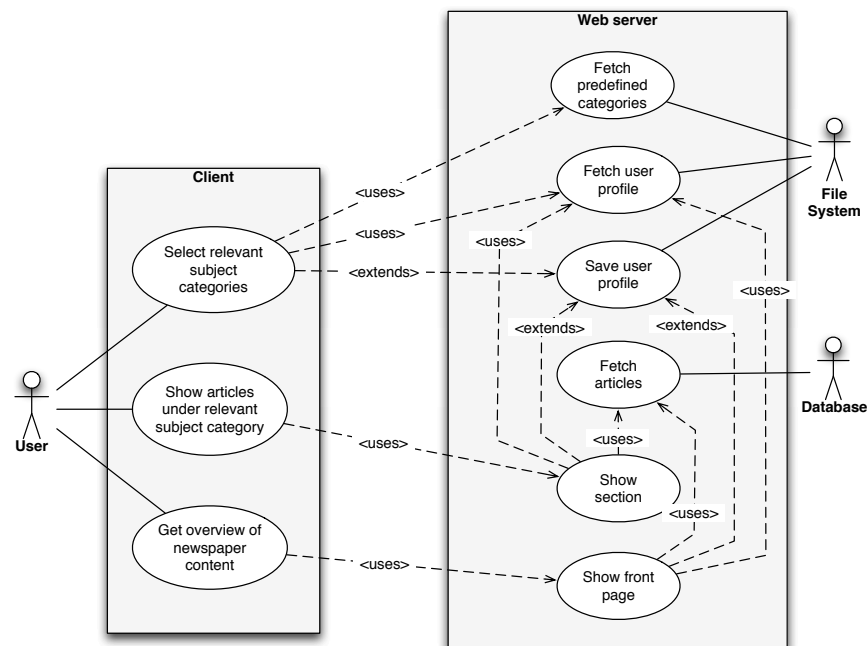 Web server
Fetch
predefined
categories
Client
Fetch user
profile
File
System
<uses>
<uses>
<uses>
Select relevant
subject
categories
<extends>
Save user
profile
<uses>
<extends>
<extends>
Fetch
articles
Show articles
under relevant
subject category
Database
User
<uses>
<uses>
Show
section
<uses>
Get overview of
newspaper
content
<uses>
Show front
page